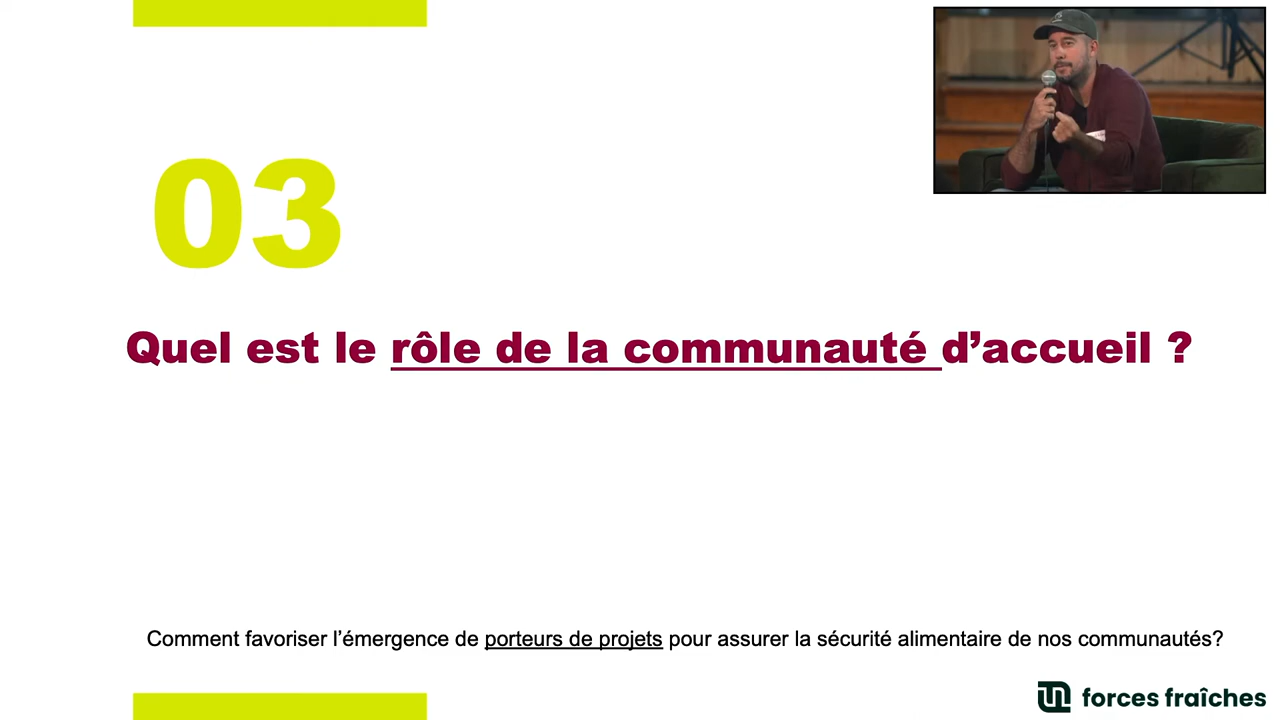 03
Quel est le rôle de la communauté d’accueil ?
Comment favoriser l’émergence de porteurs de projets pour assurer la sécurité alimentaire de nos communautés?
forces fraîches